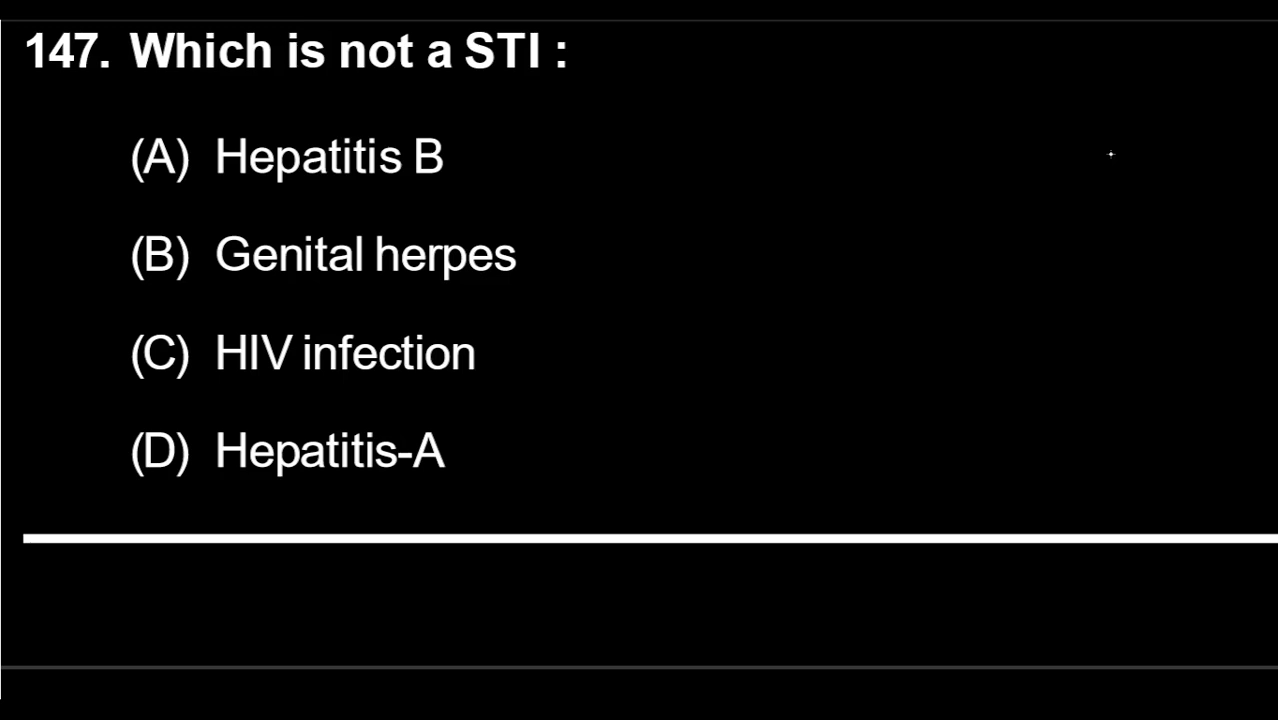 147. Which is not a STI :
(A) Hepatitis B
(B) Genital herpes
(C) HIV infection
(D) Hepatitis-A